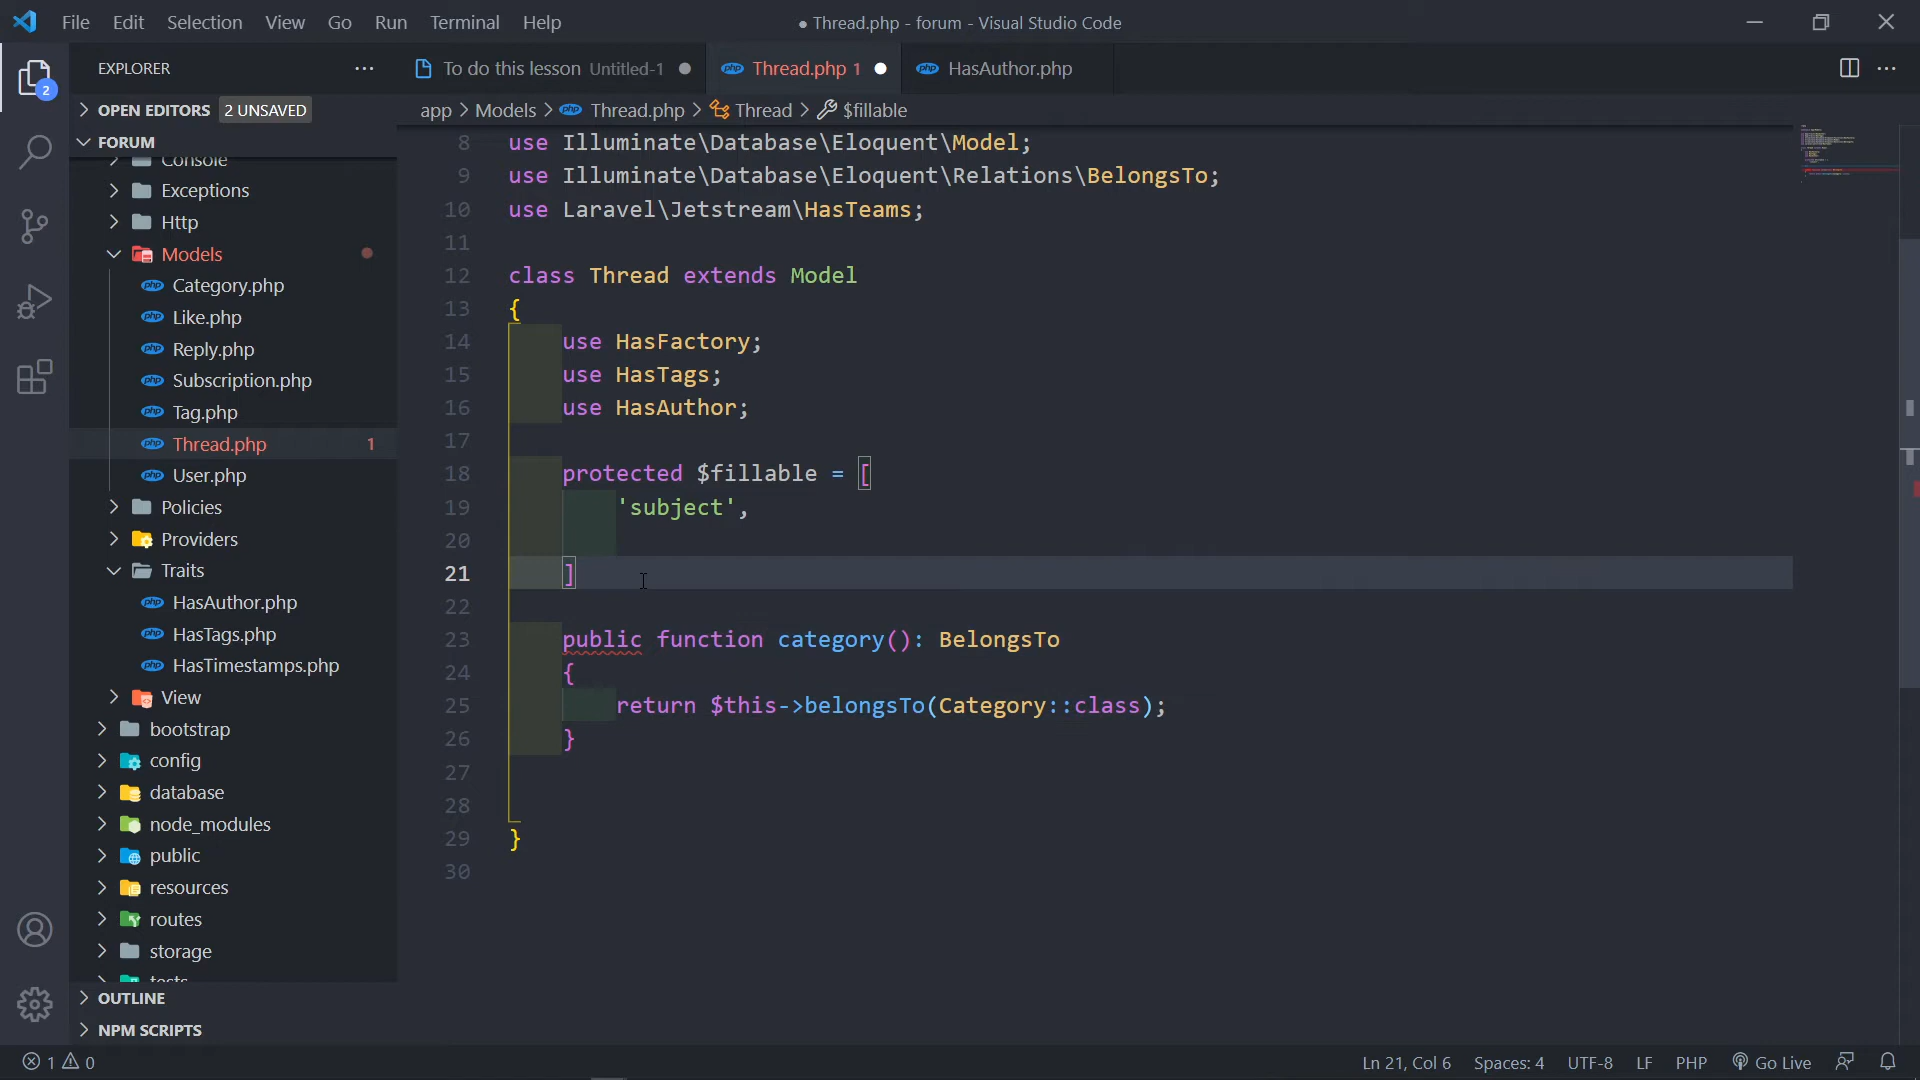 File Edit Selection View Go Run Terminal Help
● Thread.php - forum - Visual Studio Code
EXPLORER
To do this lesson Untitled-1
Thread.php 1
HasAuthor.php
2
OPEN EDITORS 2 UNSAVED
app > Models > Thread.php > Thread > $fillable
FORUM
Console
Exceptions
Http
Models
Category.php
Like.php
Reply.php
Subscription.php
Tag.php
Thread.php 1
User.php
Policies
Providers
Traits
HasAuthor.php
HasTags.php
HasTimestamps.php
View
bootstrap
config
database
node_modules
public
resources
routes
storage
tests
OUTLINE
NPM SCRIPTS
8 use Illuminate\Database\Eloquent\Model;
9 use Illuminate\Database\Eloquent\Relations\BelongsTo;
10 use Laravel\Jetstream\HasTeams;
11
12 class Thread extends Model
13 {
14 use HasFactory;
15 use HasTags;
16 use HasAuthor;
17
18 protected $fillable = [
19 'subject',
20
21 ]
22
23 public function category(): BelongsTo
24 {
25 return $this->belongsTo(Category::class);
26 }
27
28
29 }
30
1 0
Ln 21, Col 6 Spaces: 4 UTF-8 LF PHP Go Live